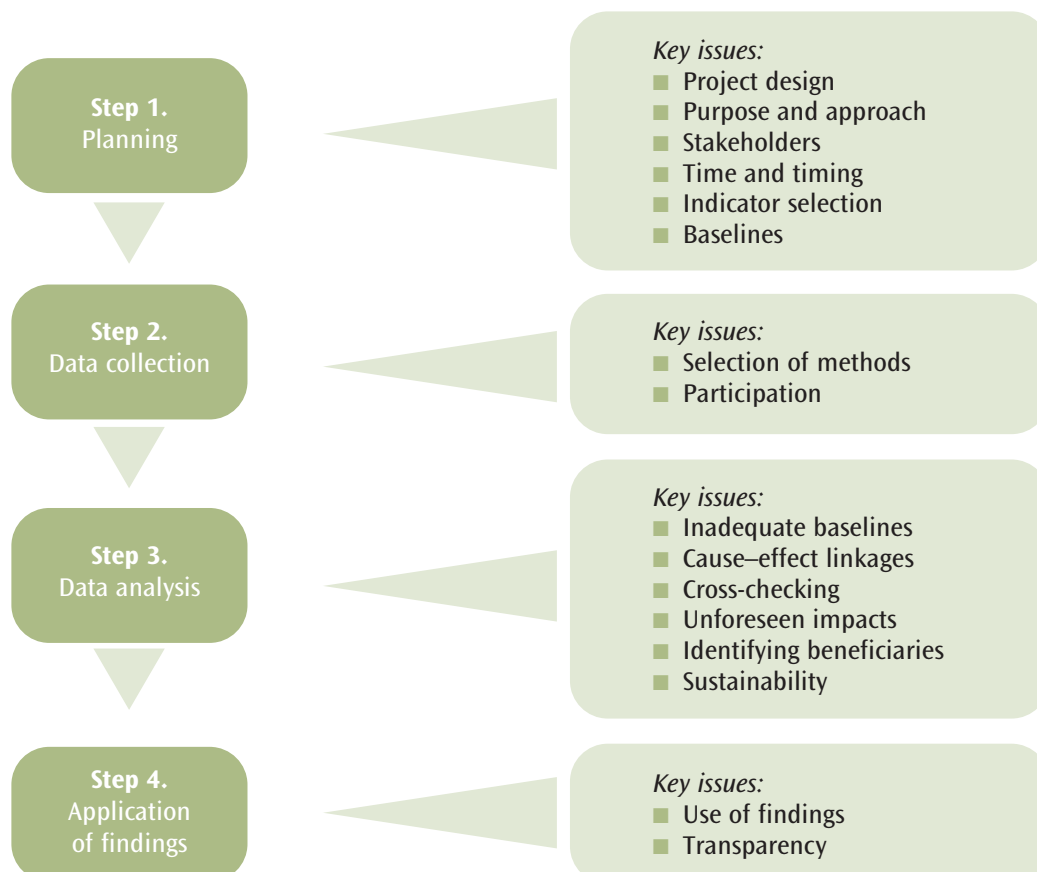 Step 1.
Planning
Key issues:
■ Project design
■ Purpose and approach
■ Stakeholders
■ Time and timing
■ Indicator selection
■ Baselines
Step 2.
Data collection
Key issues:
■ Selection of methods
■ Participation
Step 3.
Data analysis
Key issues:
■ Inadequate baselines
■ Cause–effect linkages
■ Cross-checking
■ Unforeseen impacts
■ Identifying beneficiaries
■ Sustainability
Step 4.
Application
of findings
Key issues:
■ Use of findings
■ Transparency